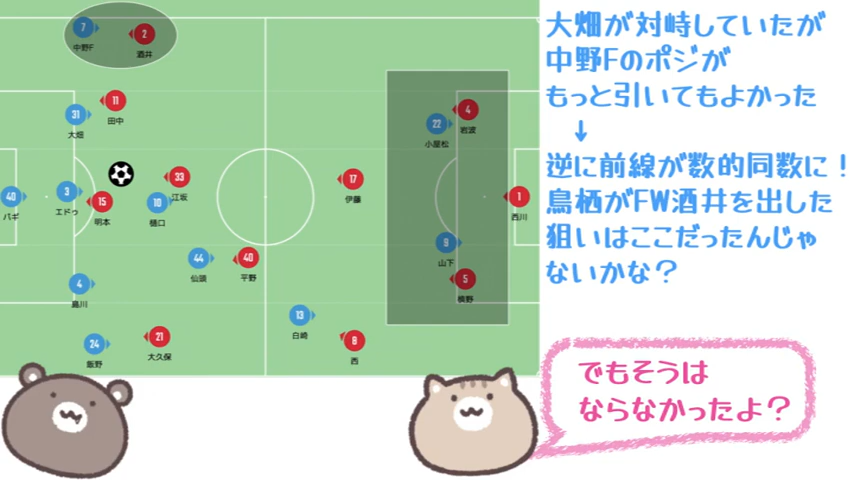 大畑が対峙していたが
中野Fのポジが
もっと引いてもよかった
↓
逆に前線が数的同数に!
鳥栖がFW酒井を出した
狙いはここだったんじゃ
ないかな?
でもそうは
ならなかったよ?
7
中野F
2
酒井
11
田中
31
大畑
4
岩波
22
小屋松
33
江坂
17
伊藤
40
パギ
3
エドゥ
15
明本
10
樋口
1
西川
44
仙頭
40
平野
9
山下
5
槙野
4
島川
13
白崎
24
飯野
21
大久保
8
西